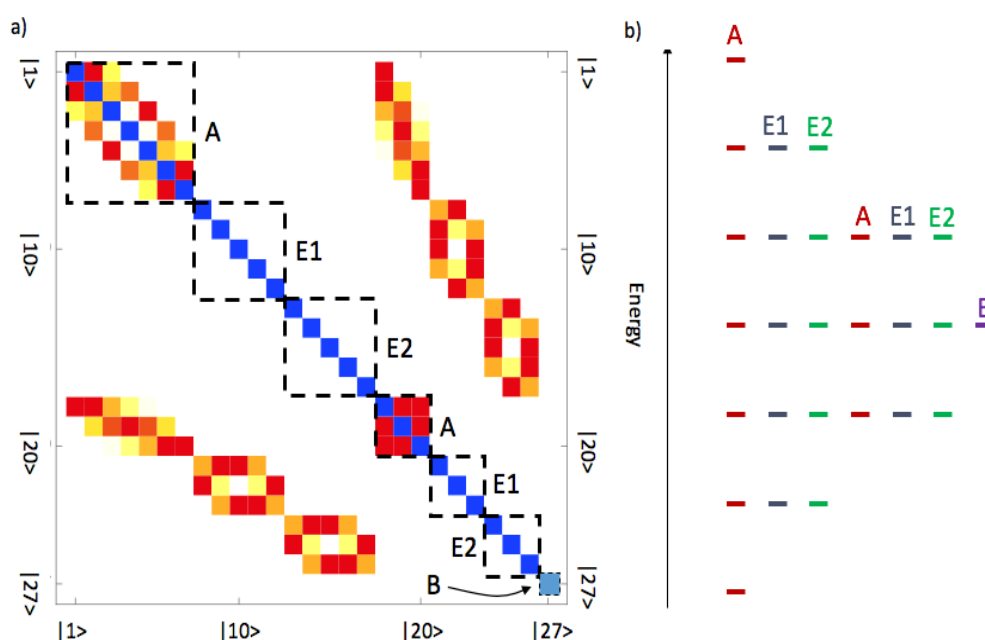 a)
|1>
|10>
|20>
|27>
A
E1
E2
A
E1
E2
B
|1>
|10>
|20>
|27>
|1>
|10>
|20>
|27>
b)
Energy
A
E1
E2
A
E1
E2